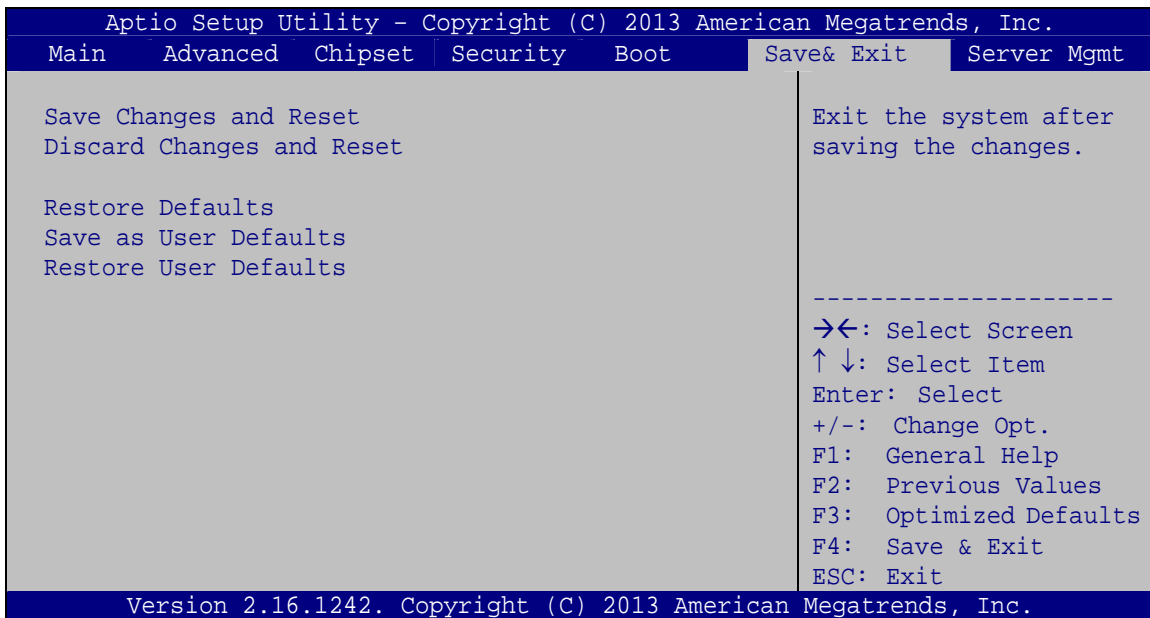 Aptio Setup Utility – Copyright (C) 2013 American Megatrends, Inc.
Main Advanced Chipset Security Boot Save& Exit Server Mgmt
Save Changes and Reset
Discard Changes and Reset
Restore Defaults
Save as User Defaults
Restore User Defaults
Exit the system after
saving the changes.
---------------------
→←: Select Screen
↑ ↓: Select Item
Enter: Select
+/-: Change Opt.
F1: General Help
F2: Previous Values
F3: Optimized Defaults
F4: Save & Exit
ESC: Exit
Version 2.16.1242. Copyright (C) 2013 American Megatrends, Inc.